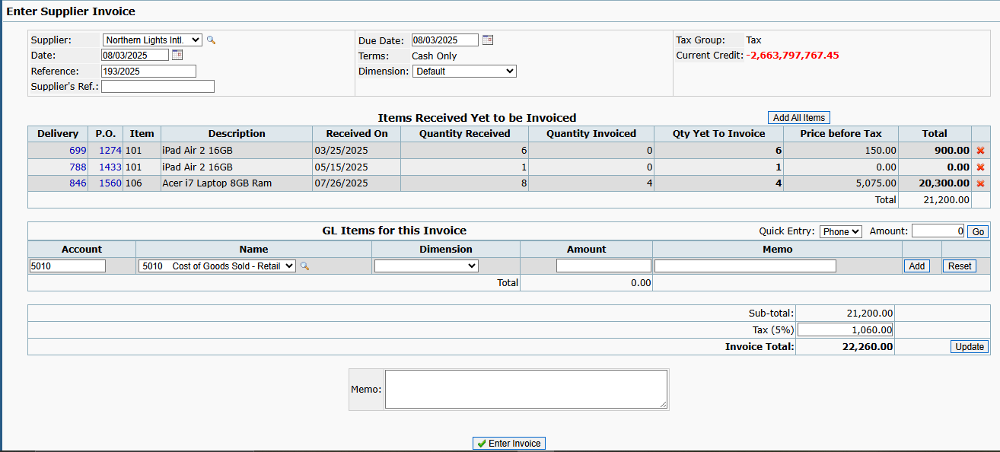 Enter Supplier Invoice
Supplier: Northern Lights Intl. Due Date: 08/03/2025 Tax Group: Tax
Date: 08/03/2025 Terms: Cash Only Current Credit: -2,663,797,767.45
Reference: 193/2025 Dimension: Default
Supplier's Ref.:
Items Received Yet to be Invoiced Add All Items
Delivery P.O. Item Description Received On Quantity Received Quantity Invoiced Qty Yet To Invoice Price before Tax Total
699 1274 101 iPad Air 2 16GB 03/25/2025 6 0 6 150.00 900.00
788 1433 101 iPad Air 2 16GB 05/15/2025 1 0 1 0.00 0.00
846 1560 106 Acer i7 Laptop 8GB Ram 07/26/2025 8 4 4 5,075.00 20,300.00
Total 21,200.00
GL Items for this Invoice Quick Entry: Phone Amount: 0 Go
Account Name Dimension Amount Memo
5010 5010 Cost of Goods Sold - Retail Add Reset
Total 0.00
Sub-total: 21,200.00
Tax (5%) 1,060.00
Invoice Total: 22,260.00 Update
Memo:
Enter Invoice